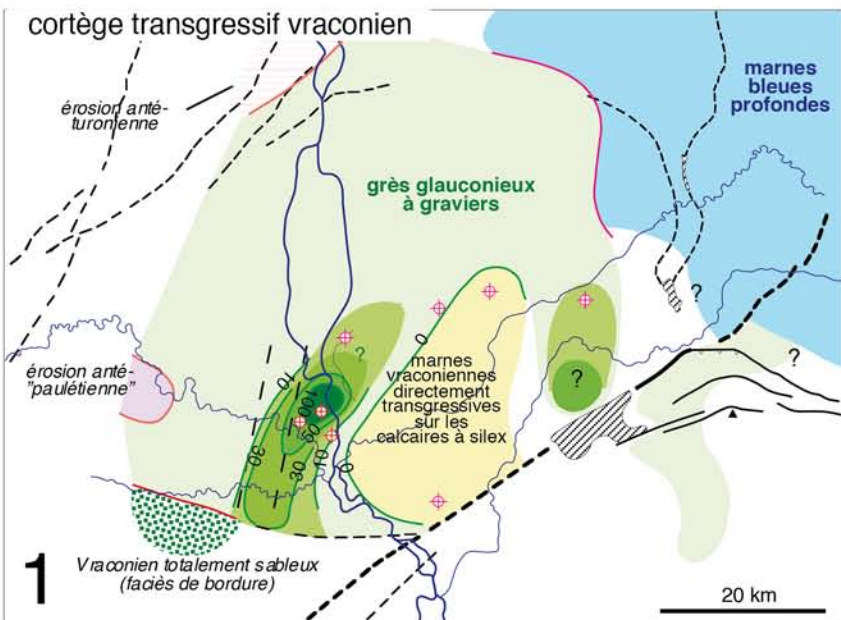 cortège transgressif vraconien
érosion anté-
turonienne
marnes
bleues
profondes
grès glauconieux
à graviers
?
?
érosion anté-
"paulétienne"
?
10
100
50
30
30
10
0
0
marnes
vraconiennes
directement
transgressives
sur les
calcaires à silex
?
?
1
Vraconien totalement sableux
(faciès de bordure)
20 km